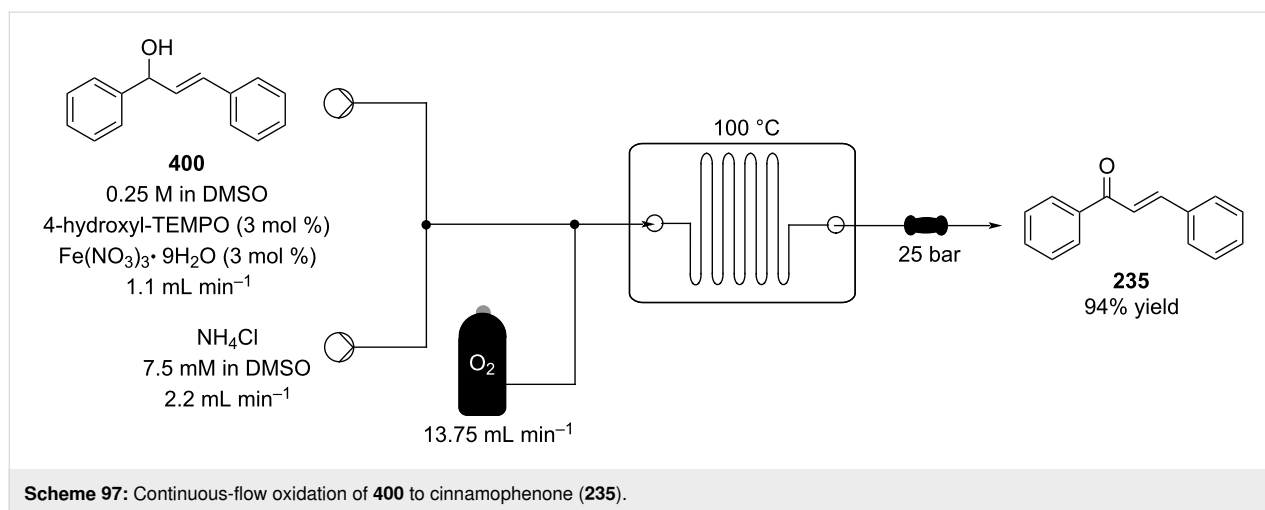 OH
400
0.25 M in DMSO
4-hydroxyl-TEMPO (3 mol %)
Fe(NO₃)₃• 9H₂O (3 mol %)
1.1 mL min⁻¹
NH₄Cl
7.5 mM in DMSO
2.2 mL min⁻¹
O₂
13.75 mL min⁻¹
100 °C
25 bar
O
235
94% yield
Scheme 97: Continuous-flow oxidation of 400 to cinnamophenone (235).